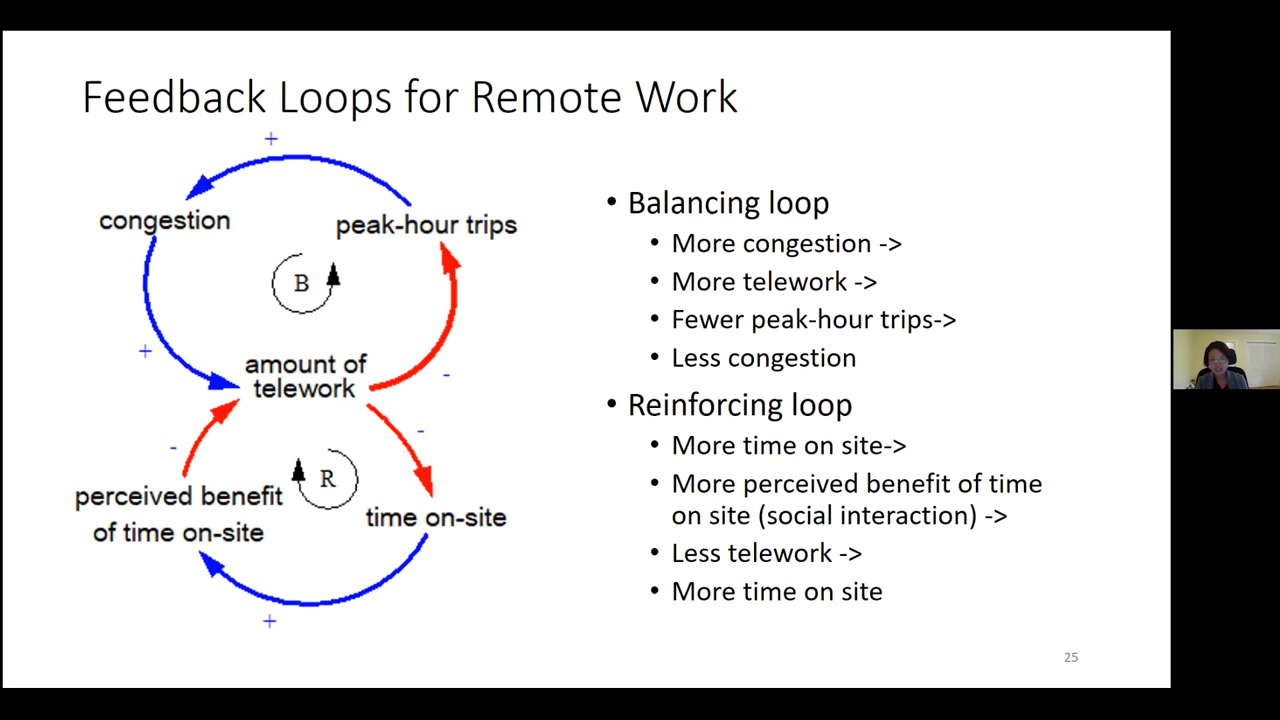 Feedback Loops for Remote Work
+
congestion
peak-hour trips
B
+
amount of
telework
-
-
-
R
perceived benefit
of time on-site
time on-site
+
• Balancing loop
• More congestion ->
• More telework ->
• Fewer peak-hour trips->
• Less congestion
• Reinforcing loop
• More time on site->
• More perceived benefit of time
on site (social interaction) ->
• Less telework ->
• More time on site
25